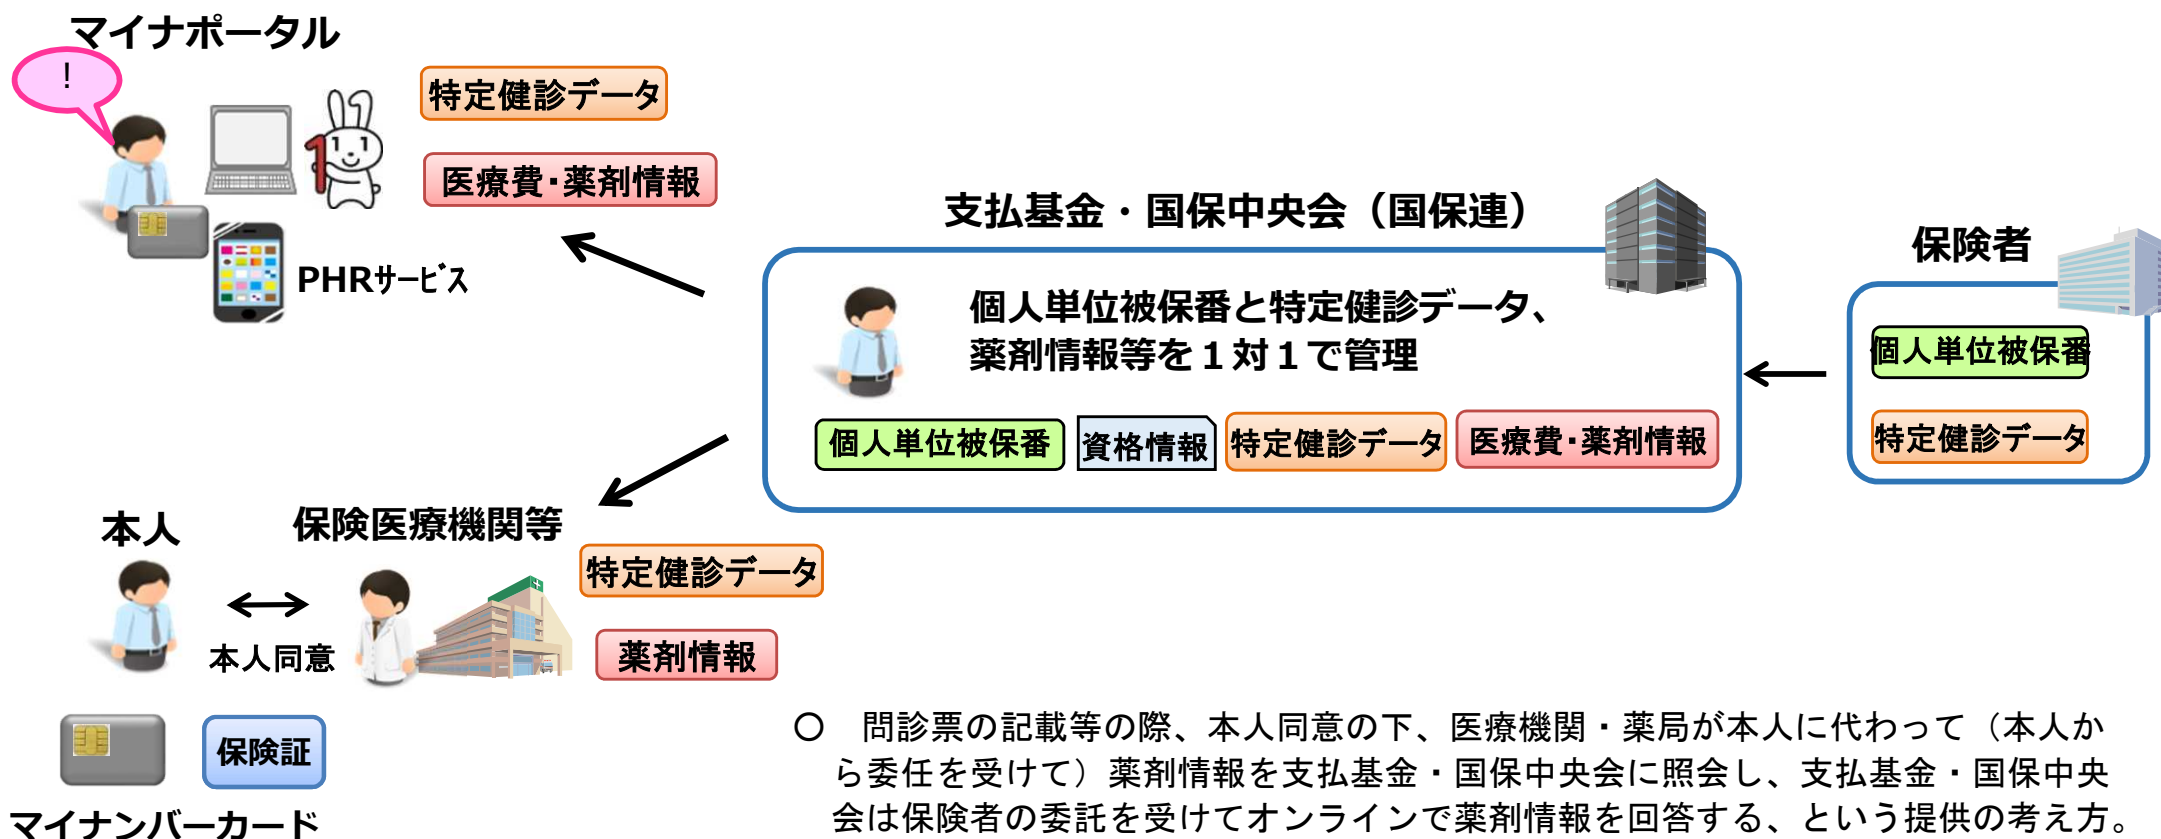 マイナポータル
！
特定健診データ
医療費・薬剤情報
PHRサービス
支払基金・国保中央会（国保連）
個人単位被保番と特定健診データ、
薬剤情報等を１対１で管理
個人単位被保番
資格情報
特定健診データ
医療費・薬剤情報
保険者
個人単位被保番
特定健診データ
本人
保険医療機関等
特定健診データ
本人同意
薬剤情報
保険証
マイナンバーカード
○　問診票の記載等の際、本人同意の下、医療機関・薬局が本人に代わって（本人か
ら委任を受けて）薬剤情報を支払基金・国保中央会に照会し、支払基金・国保中央
会は保険者の委託を受けてオンラインで薬剤情報を回答する、という提供の考え方。